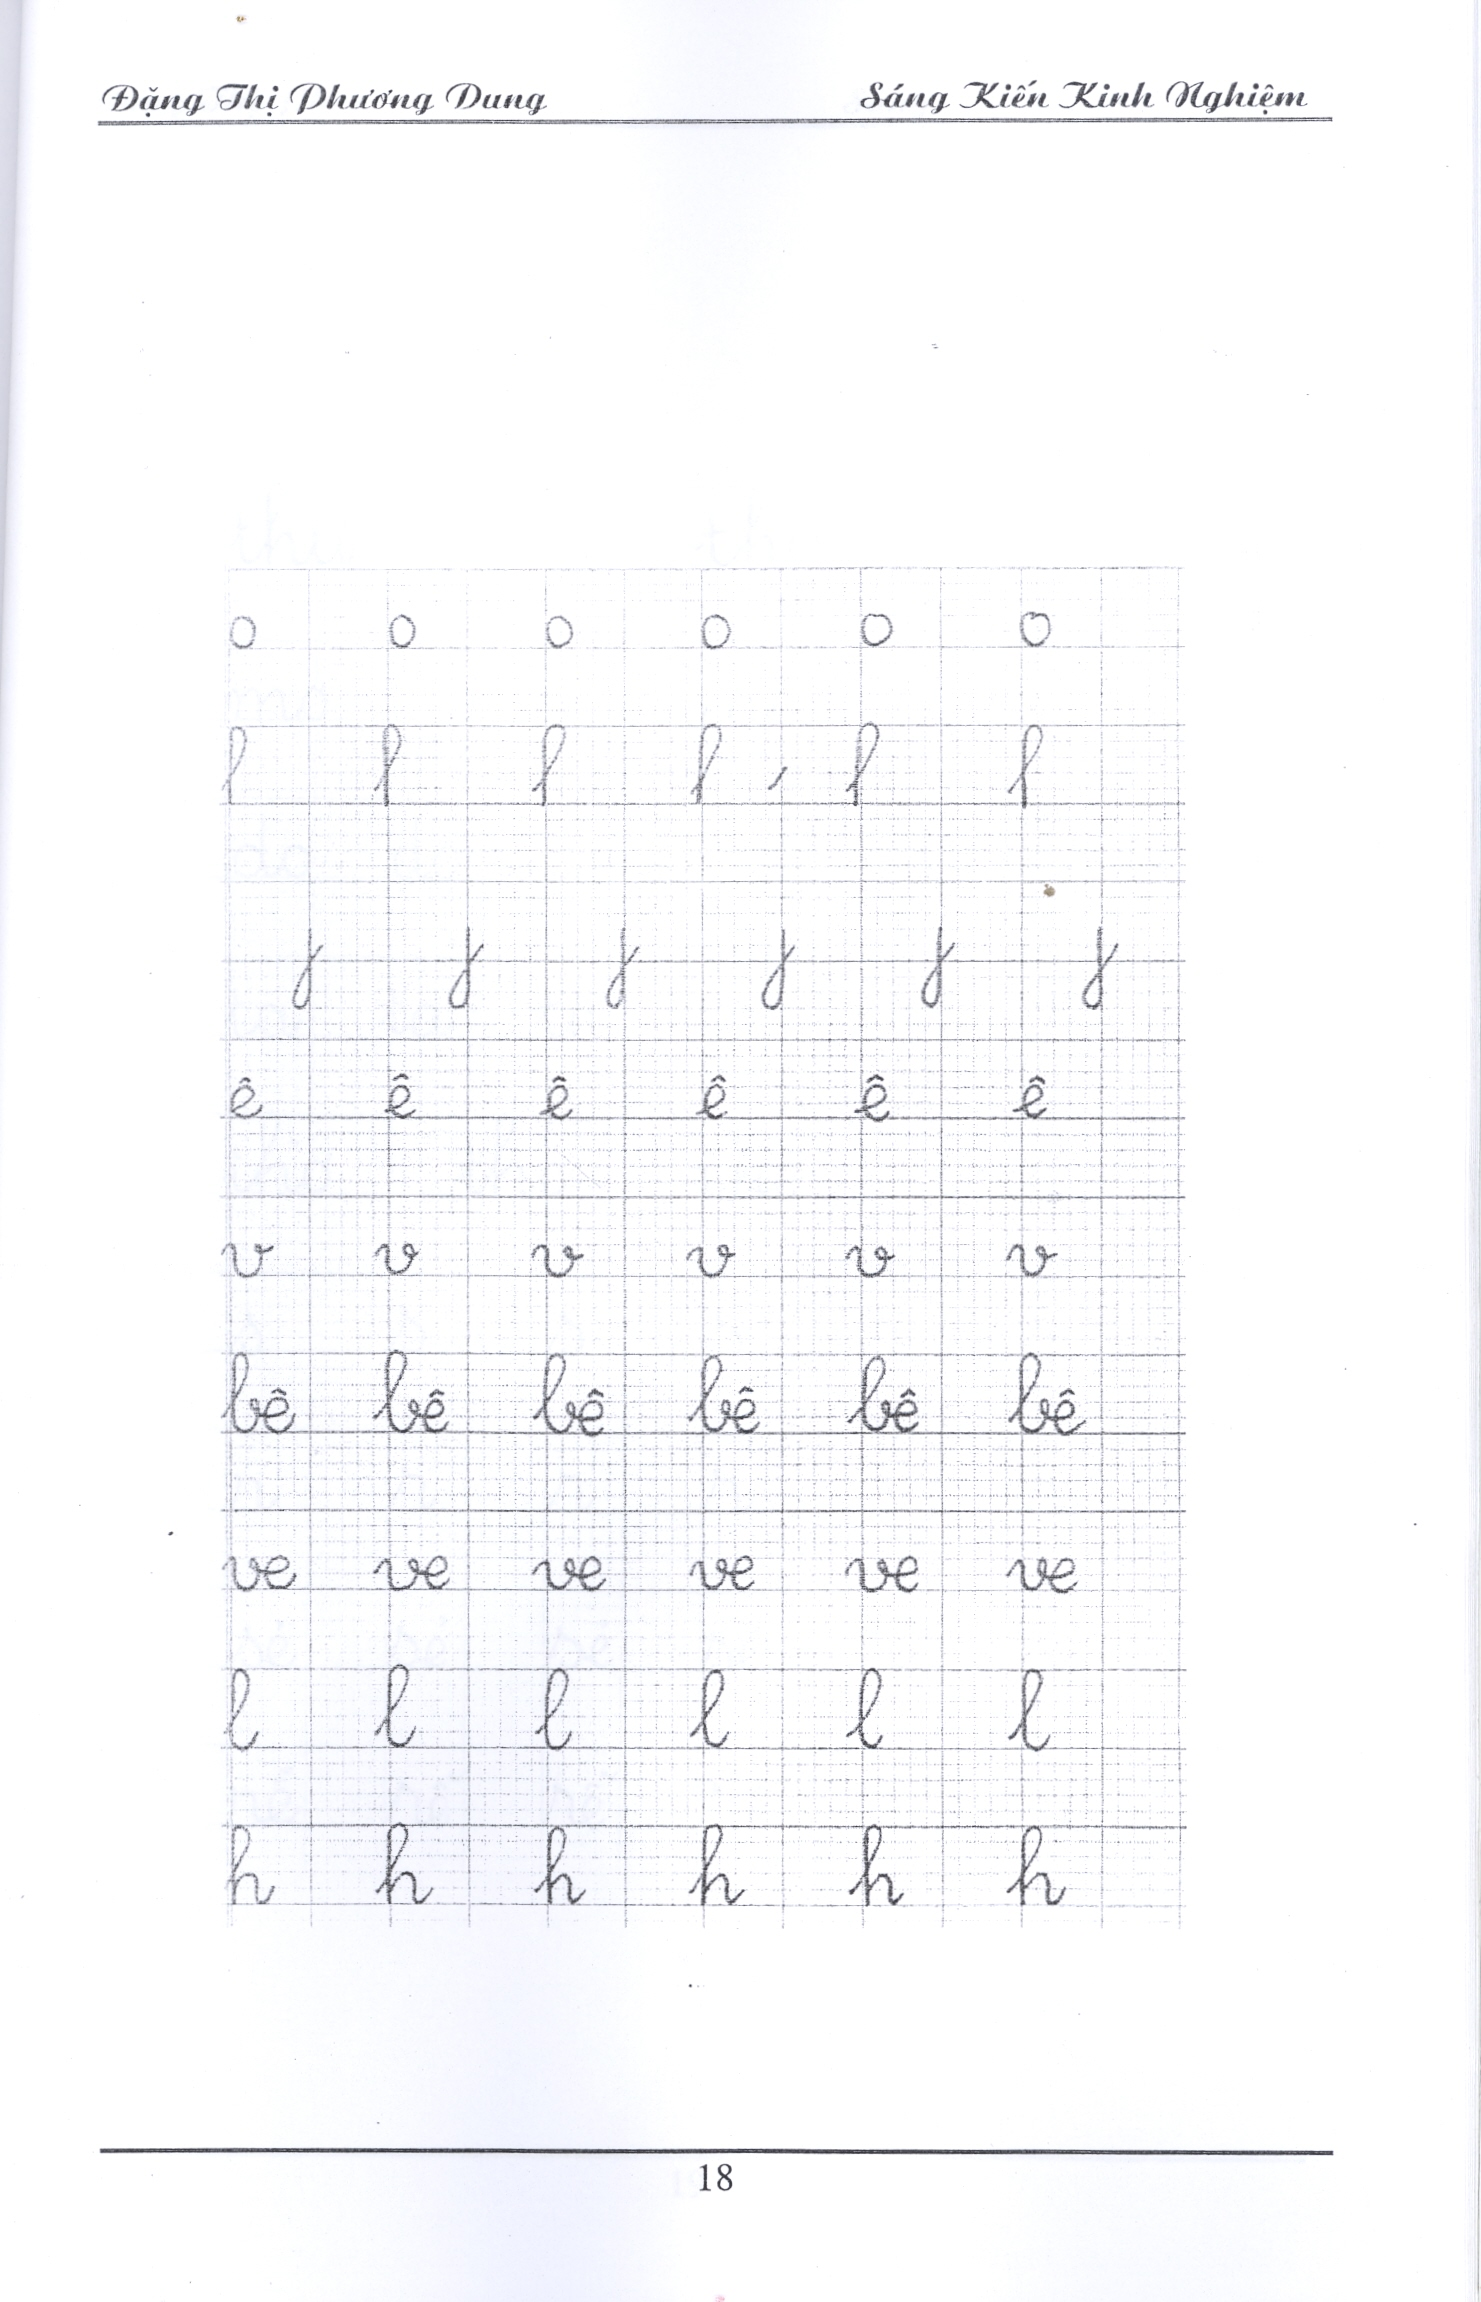 Đặng Thị Phương Dung Sáng Kiến Kinh Nghiệm
o o o o o o
ê ê ê ê ê ê
v v v v v v
bê bê bê bê bê bê
ve ve ve ve ve ve
l l l l l l
h h h h h h
18